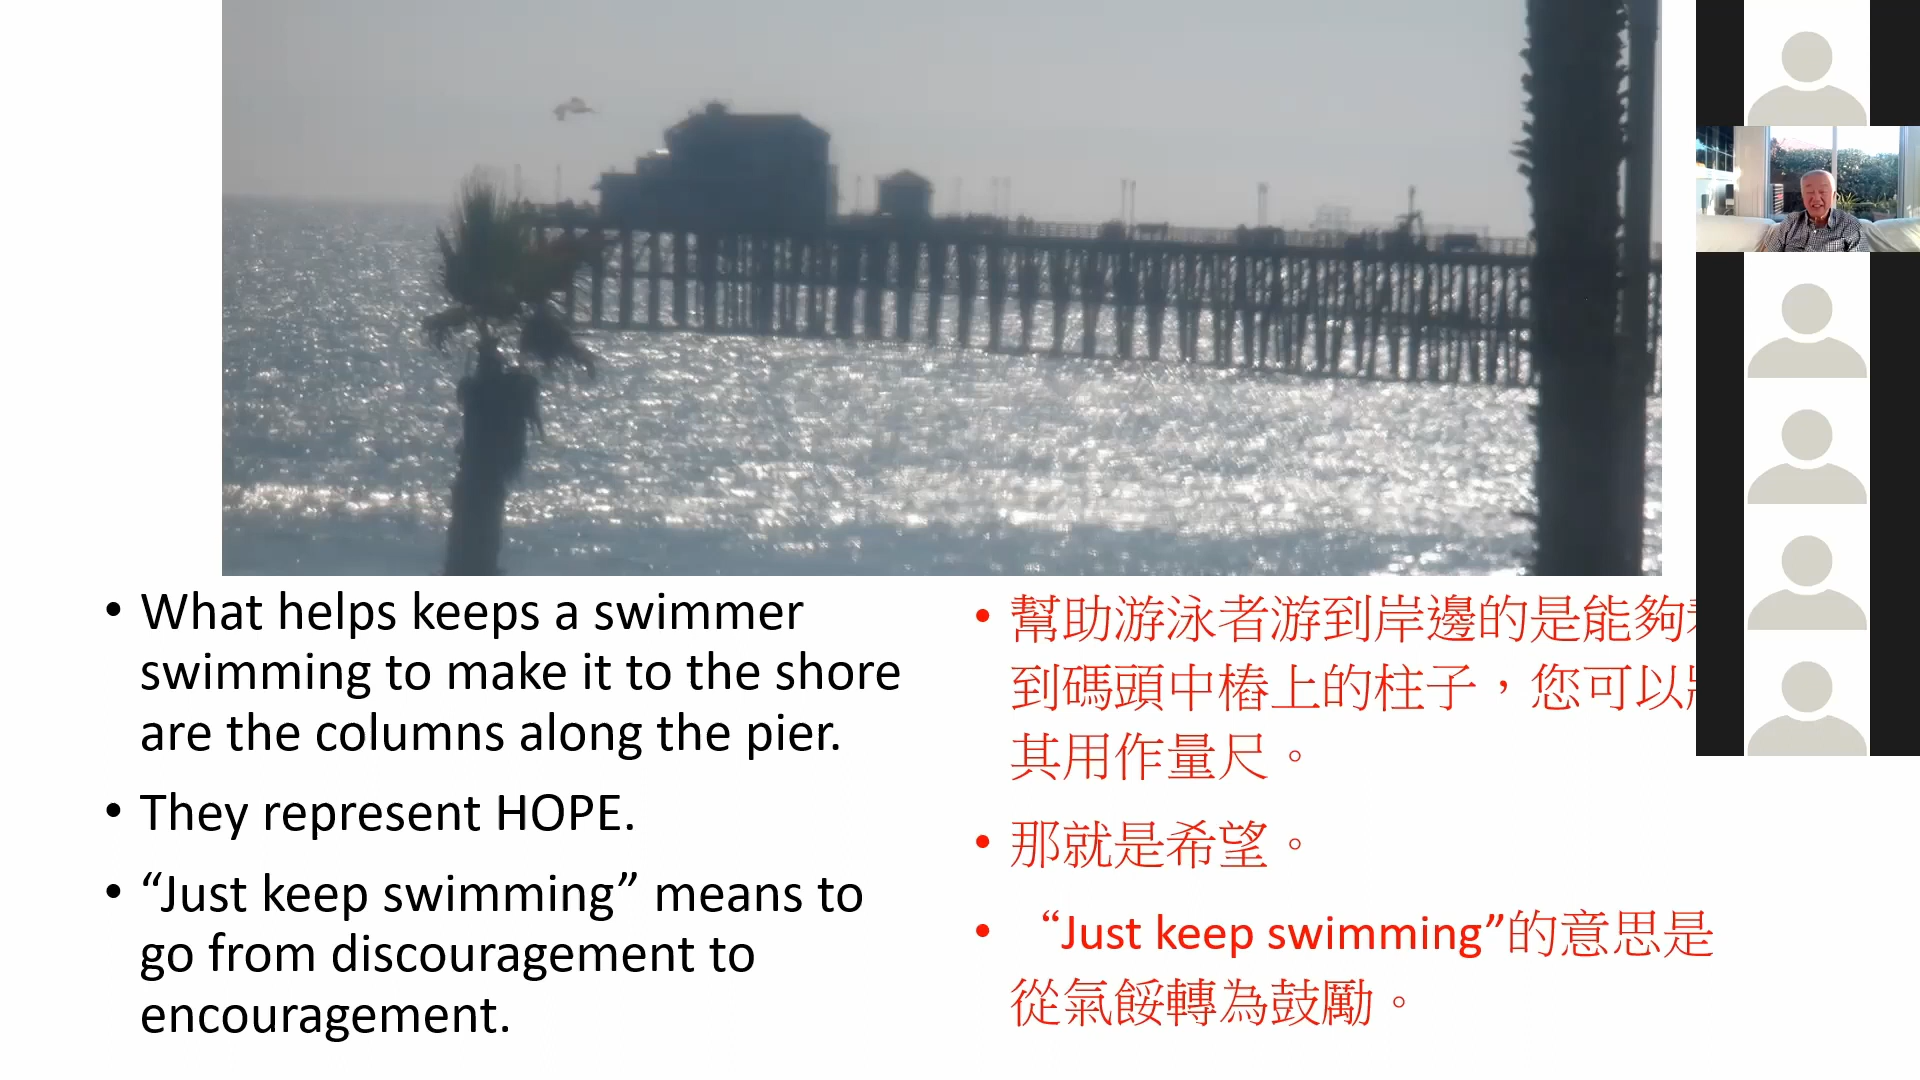 • What helps keeps a swimmer
swimming to make it to the shore
are the columns along the pier.
• They represent HOPE.
• “Just keep swimming” means to
go from discouragement to
encouragement.
• 幫助游泳者游到岸邊的是能夠
到碼頭中樁上的柱子，您可以
其用作量尺。
• 那就是希望。
• “Just keep swimming”的意思是
從氣餒轉為鼓勵。